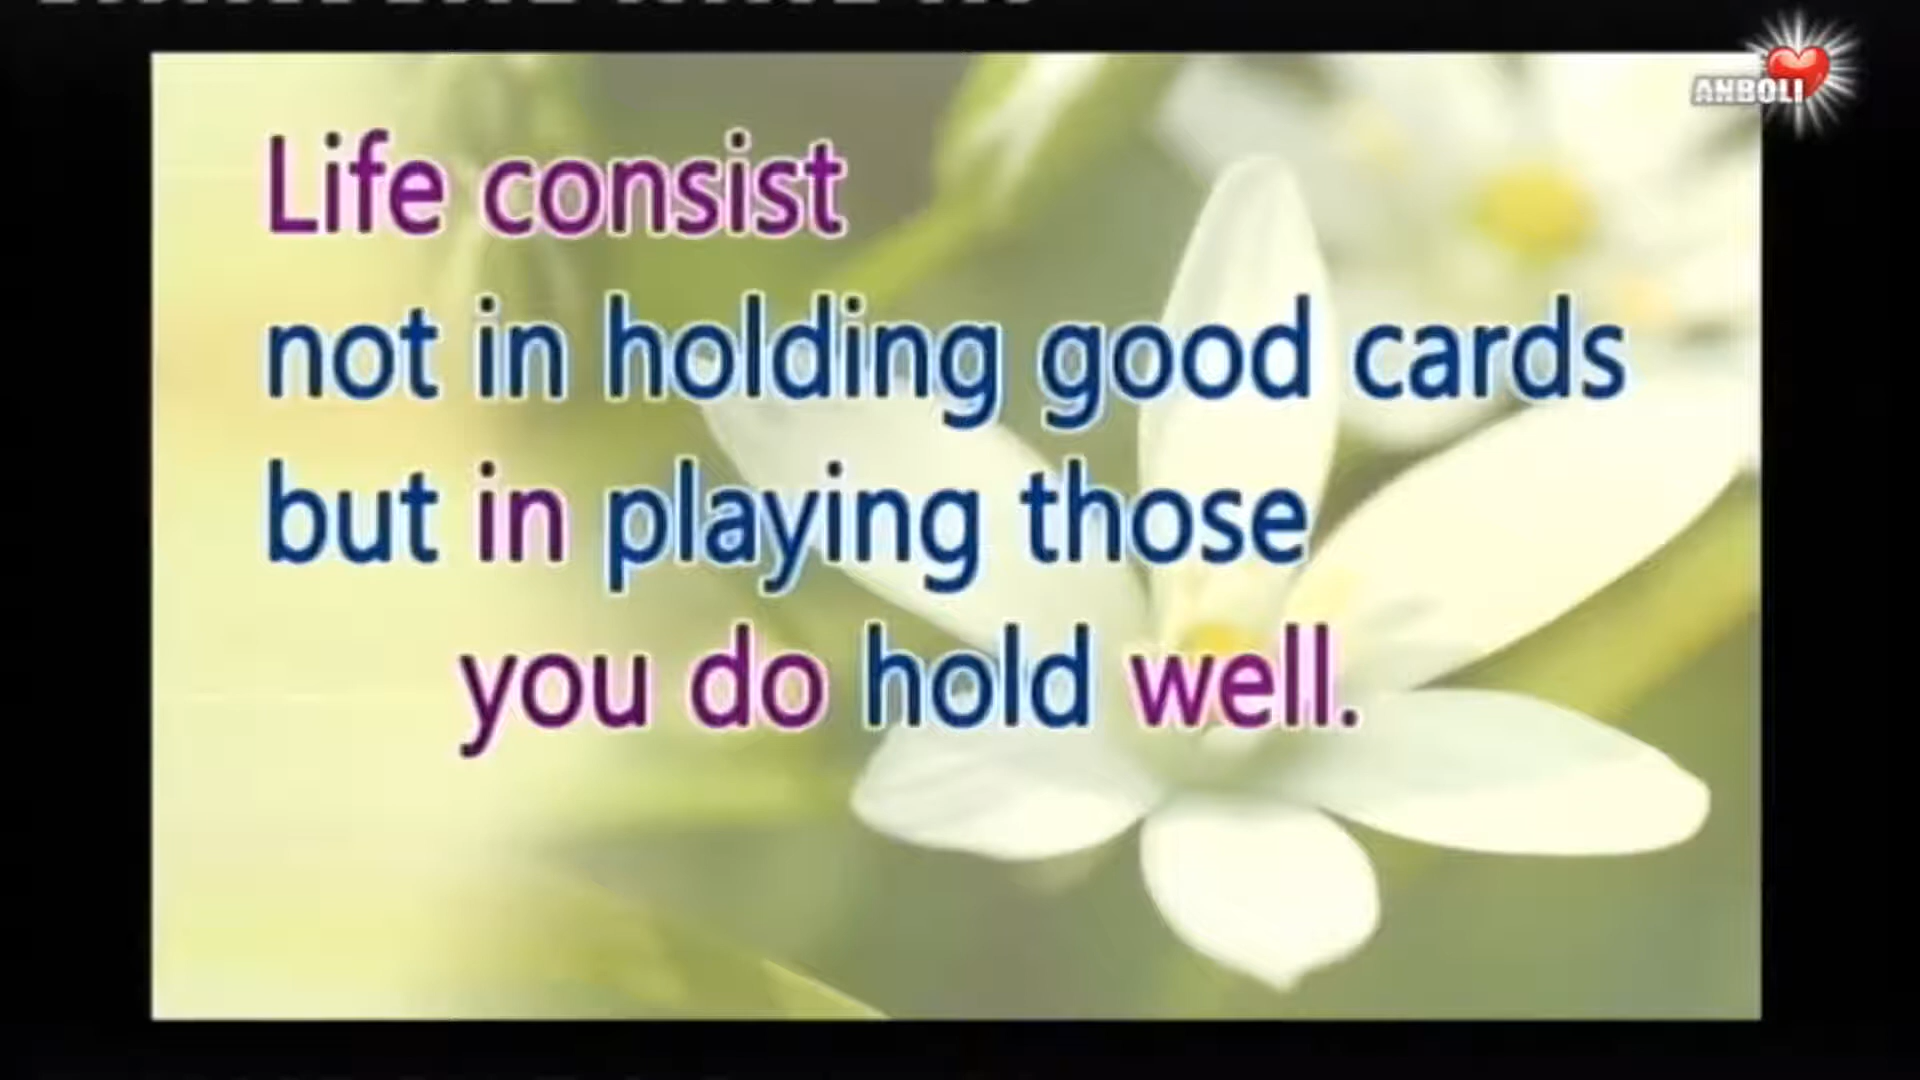 ANBOLI
Life consist
not in holding good cards
but in playing those
you do hold well.